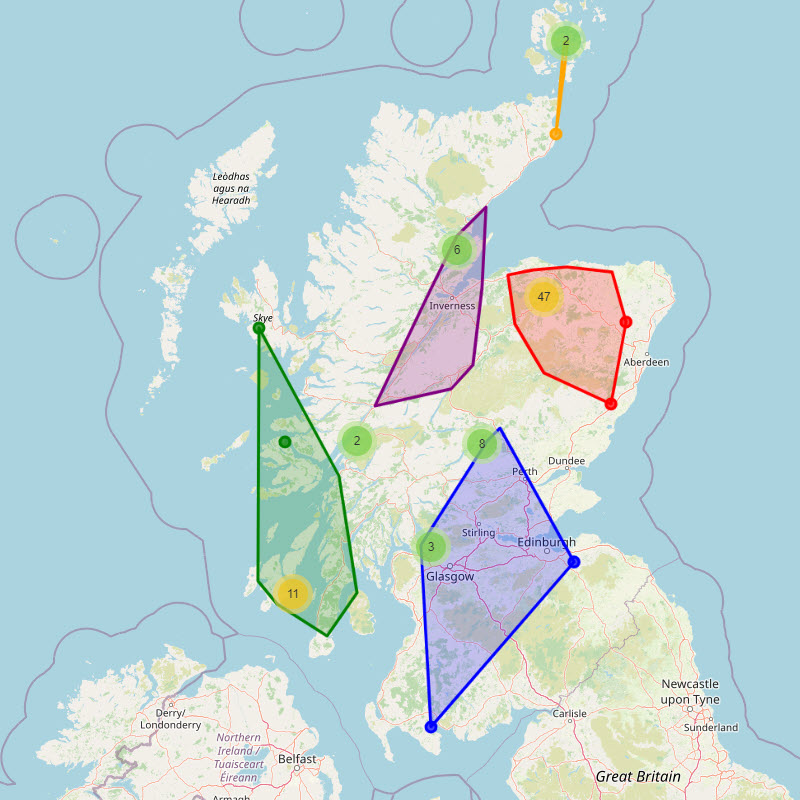 2
Leòdhas
agus na
Hearadh
6
47
Inverness
Skye
Aberdeen
2
8
Dundee
Perth
Stirling
Edinburgh
3
Glasgow
11
Newcastle
upon Tyne
Carlisle
Sunderland
Derry/
Londonderry
Northern
Ireland /
Tuaisceart
Éireann
Belfast
Great Britain
Armagh